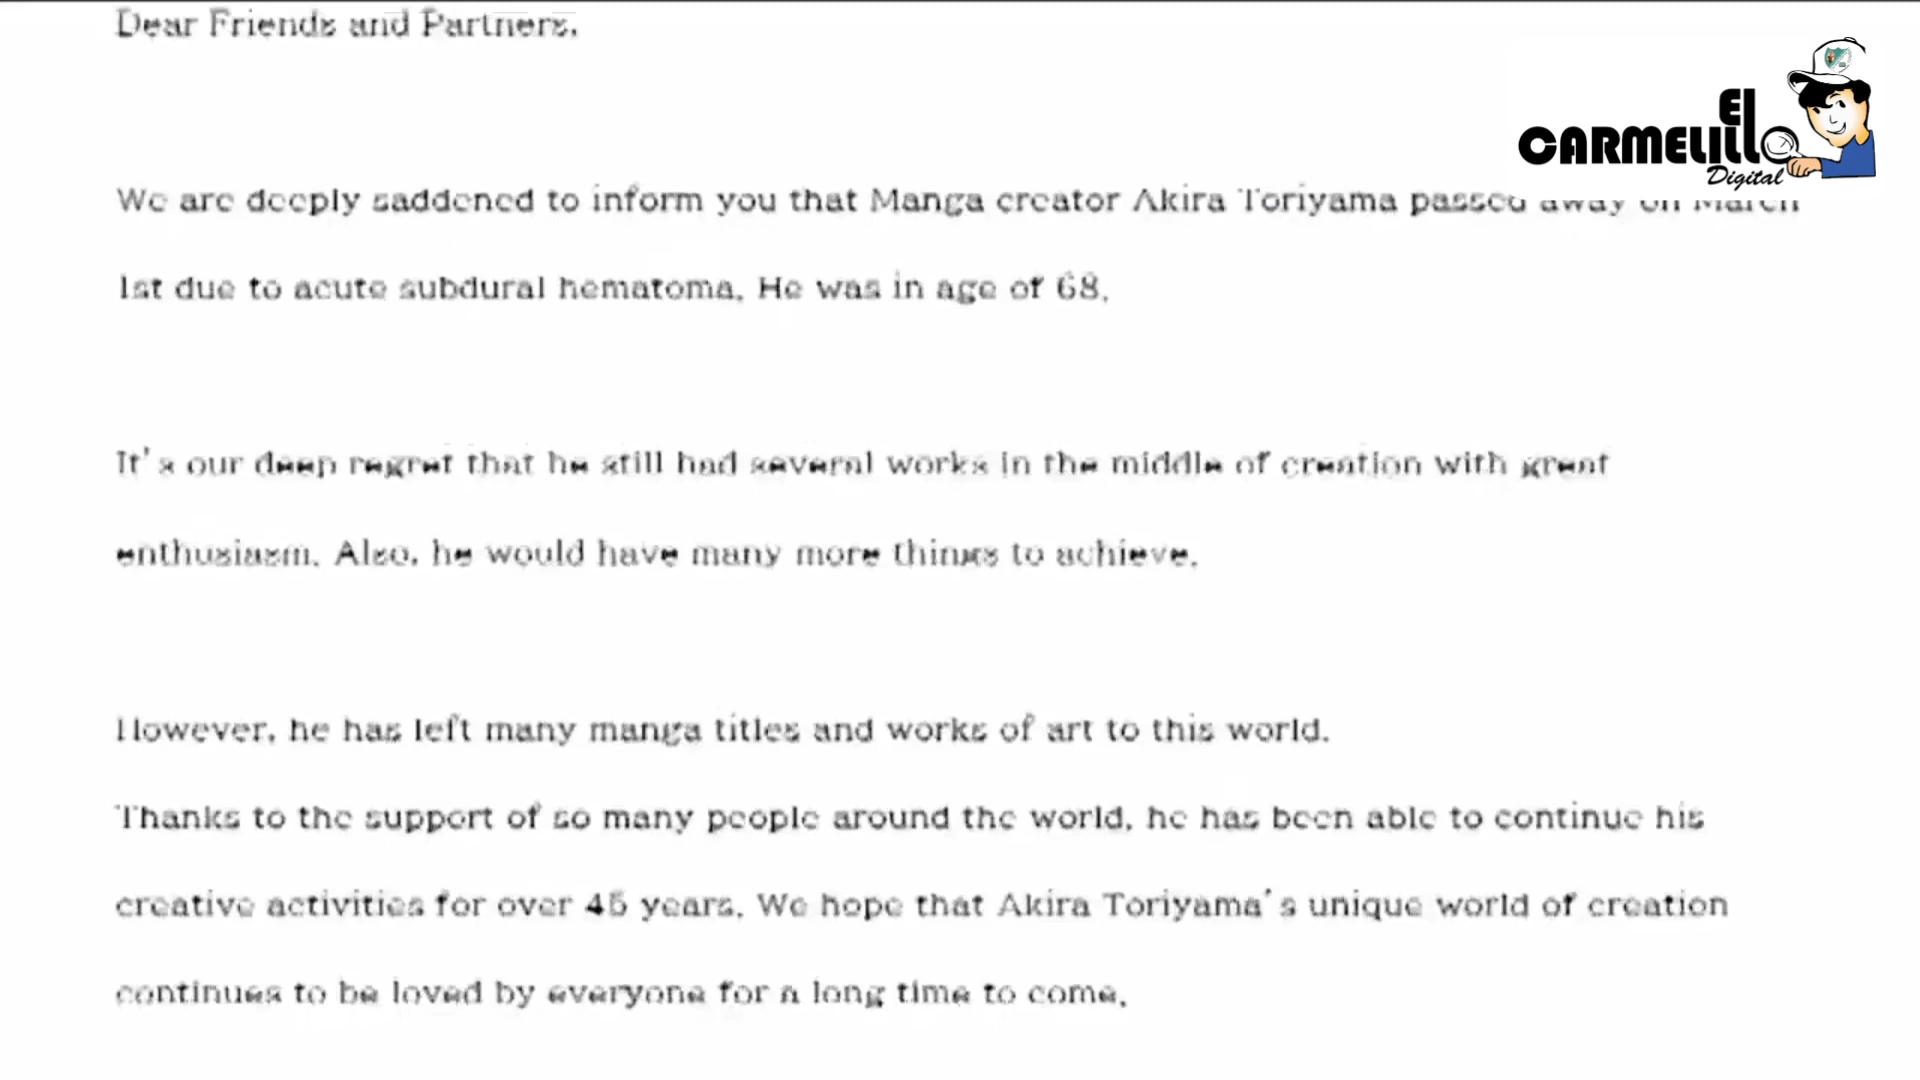 Dear Friends and Partners,
EL
CARMELILLO
Digital
We are deeply saddened to inform you that Manga creator Akira Toriyama passed away on March
1st due to acute subdural hematoma. He was in age of 68.
It's our deep regret that he still had several works in the middle of creation with great
enthusiasm. Also, he would have many more things to achieve.
However, he has left many manga titles and works of art to this world.
Thanks to the support of so many people around the world, he has been able to continue his
creative activities for over 45 years. We hope that Akira Toriyama's unique world of creation
continues to be loved by everyone for a long time to come.